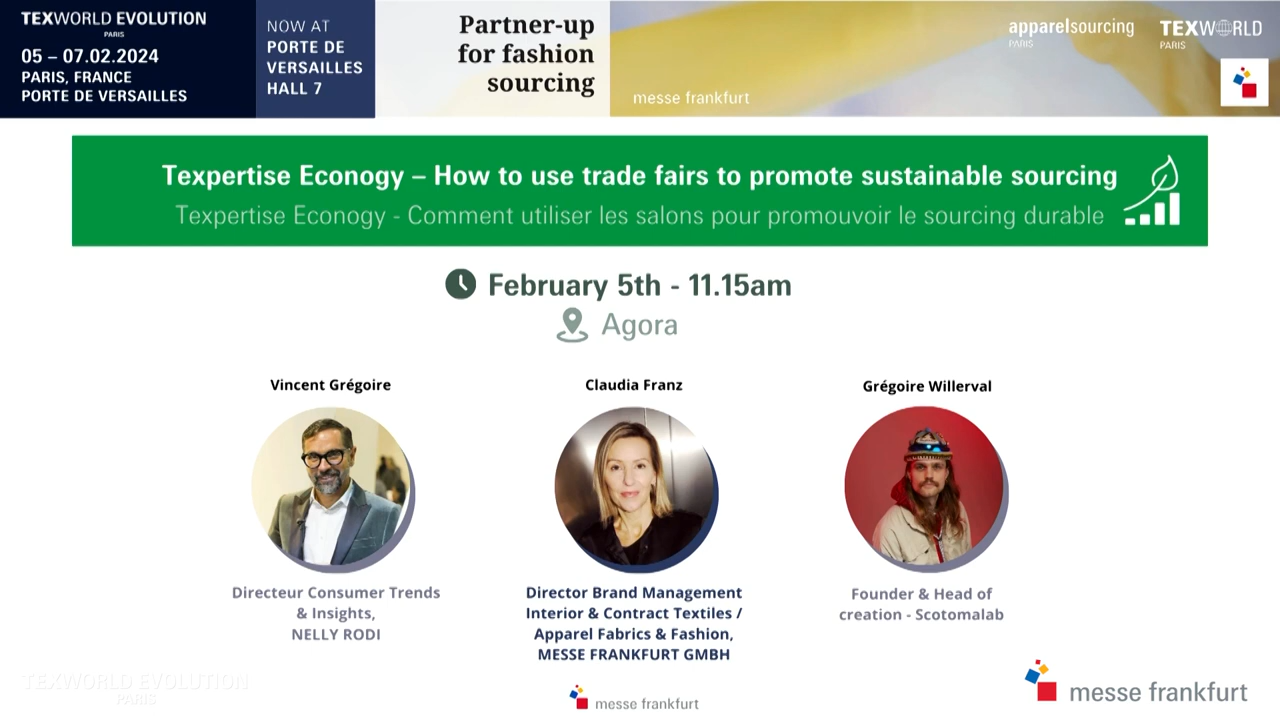 TEXWORLD EVOLUTION
PARIS
05 – 07.02.2024
PARIS, FRANCE
PORTE DE VERSAILLES
NOW AT
PORTE DE
VERSAILLES
HALL 7
Partner-up
for fashion
sourcing
messe frankfurt
apparelsourcing
PARIS
TEXWORLD
PARIS
Texpertise Econogy – How to use trade fairs to promote sustainable sourcing
Texpertise Econogy - Comment utiliser les salons pour promouvoir le sourcing durable
February 5th - 11.15am
Agora
Vincent Grégoire
Directeur Consumer Trends
& Insights,
NELLY RODI
Claudia Franz
Director Brand Management
Interior & Contract Textiles /
Apparel Fabrics & Fashion,
MESSE FRANKFURT GMBH
Grégoire Willerval
Founder & Head of
creation - Scotomalab
TEXWORLD EVOLUTION
PARIS
messe frankfurt
messe frankfurt